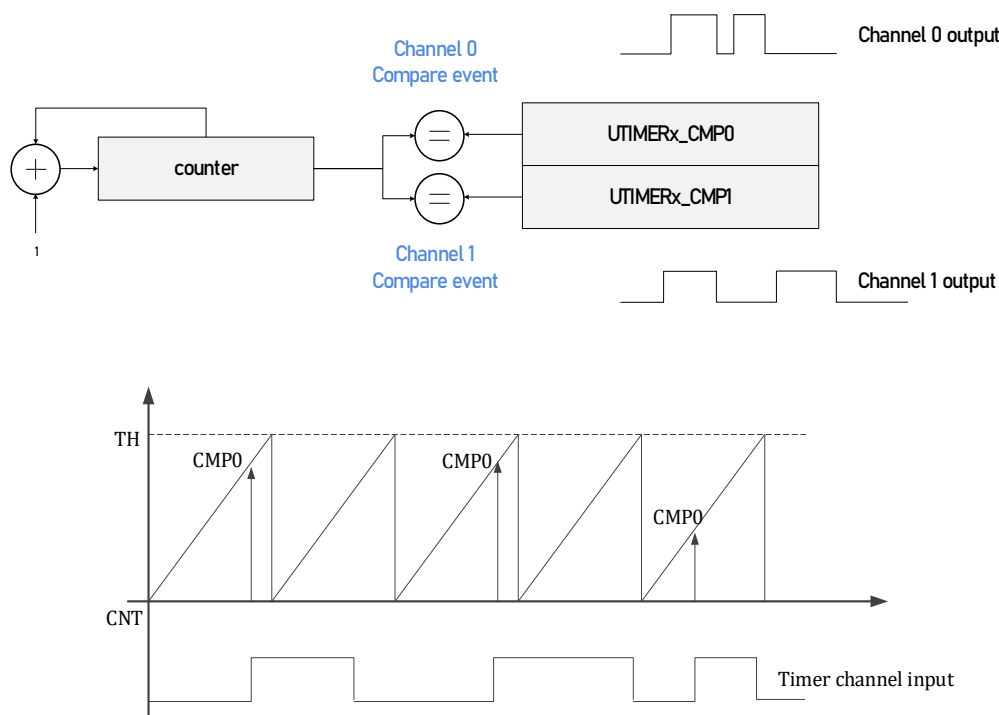 Channel 0
Compare event
Channel 0 output
+
counter
=
UTIMERx_CMP0
=
UTIMERx_CMP1
1
Channel 1
Compare event
Channel 1 output
TH
CMP0
CMP0
CMP0
CNT
Timer channel input